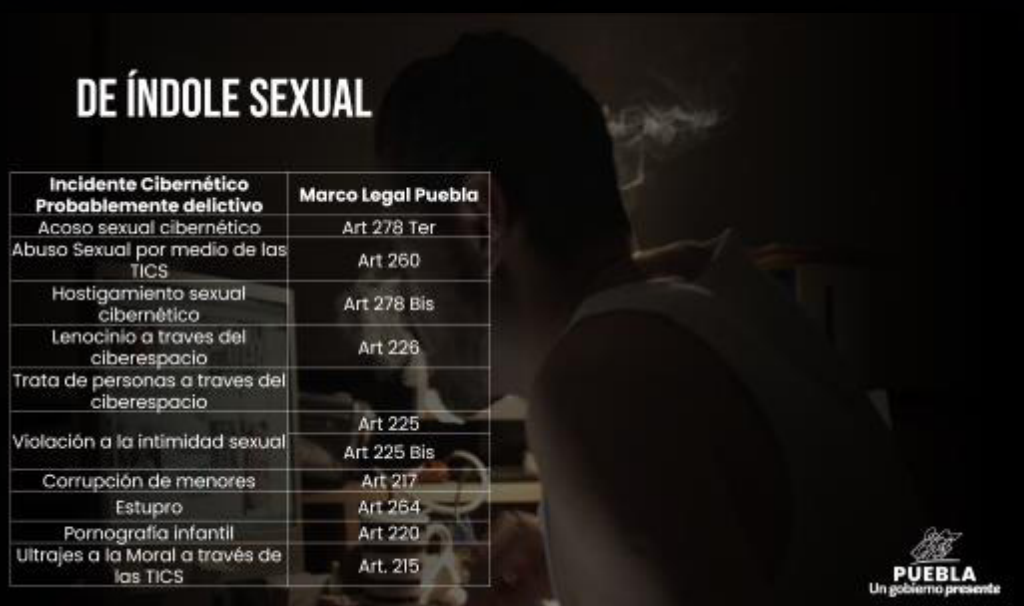 DE ÍNDOLE SEXUAL
Incidente Cibernético
Probablemente delictivo
Marco Legal Puebla
Acoso sexual cibernético
Art 278 Ter
Abuso Sexual por medio de las
TICS
Art 260
Hostigamiento sexual
cibernético
Art 278 Bis
Lenocinio a traves del
ciberespacio
Art 226
Trata de personas a traves del
ciberespacio
Violación a la intimidad sexual
Art 225
Art 225 Bis
Corrupción de menores
Art 217
Estupro
Art 264
Pornografía infantil
Art 220
Ultrajes a la Moral a través de
las TICS
Art. 215
PUEBLA
Un gobierno presente